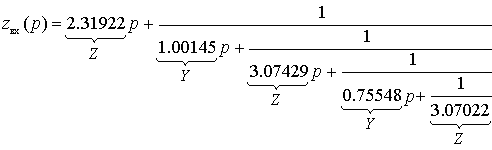 z_вх(p) = 2.31922 p + 1
1.00145 p + 1
3.07429 p + 1
0.75548 p + 1
3.07022
Z
Y
Z
Y
Z